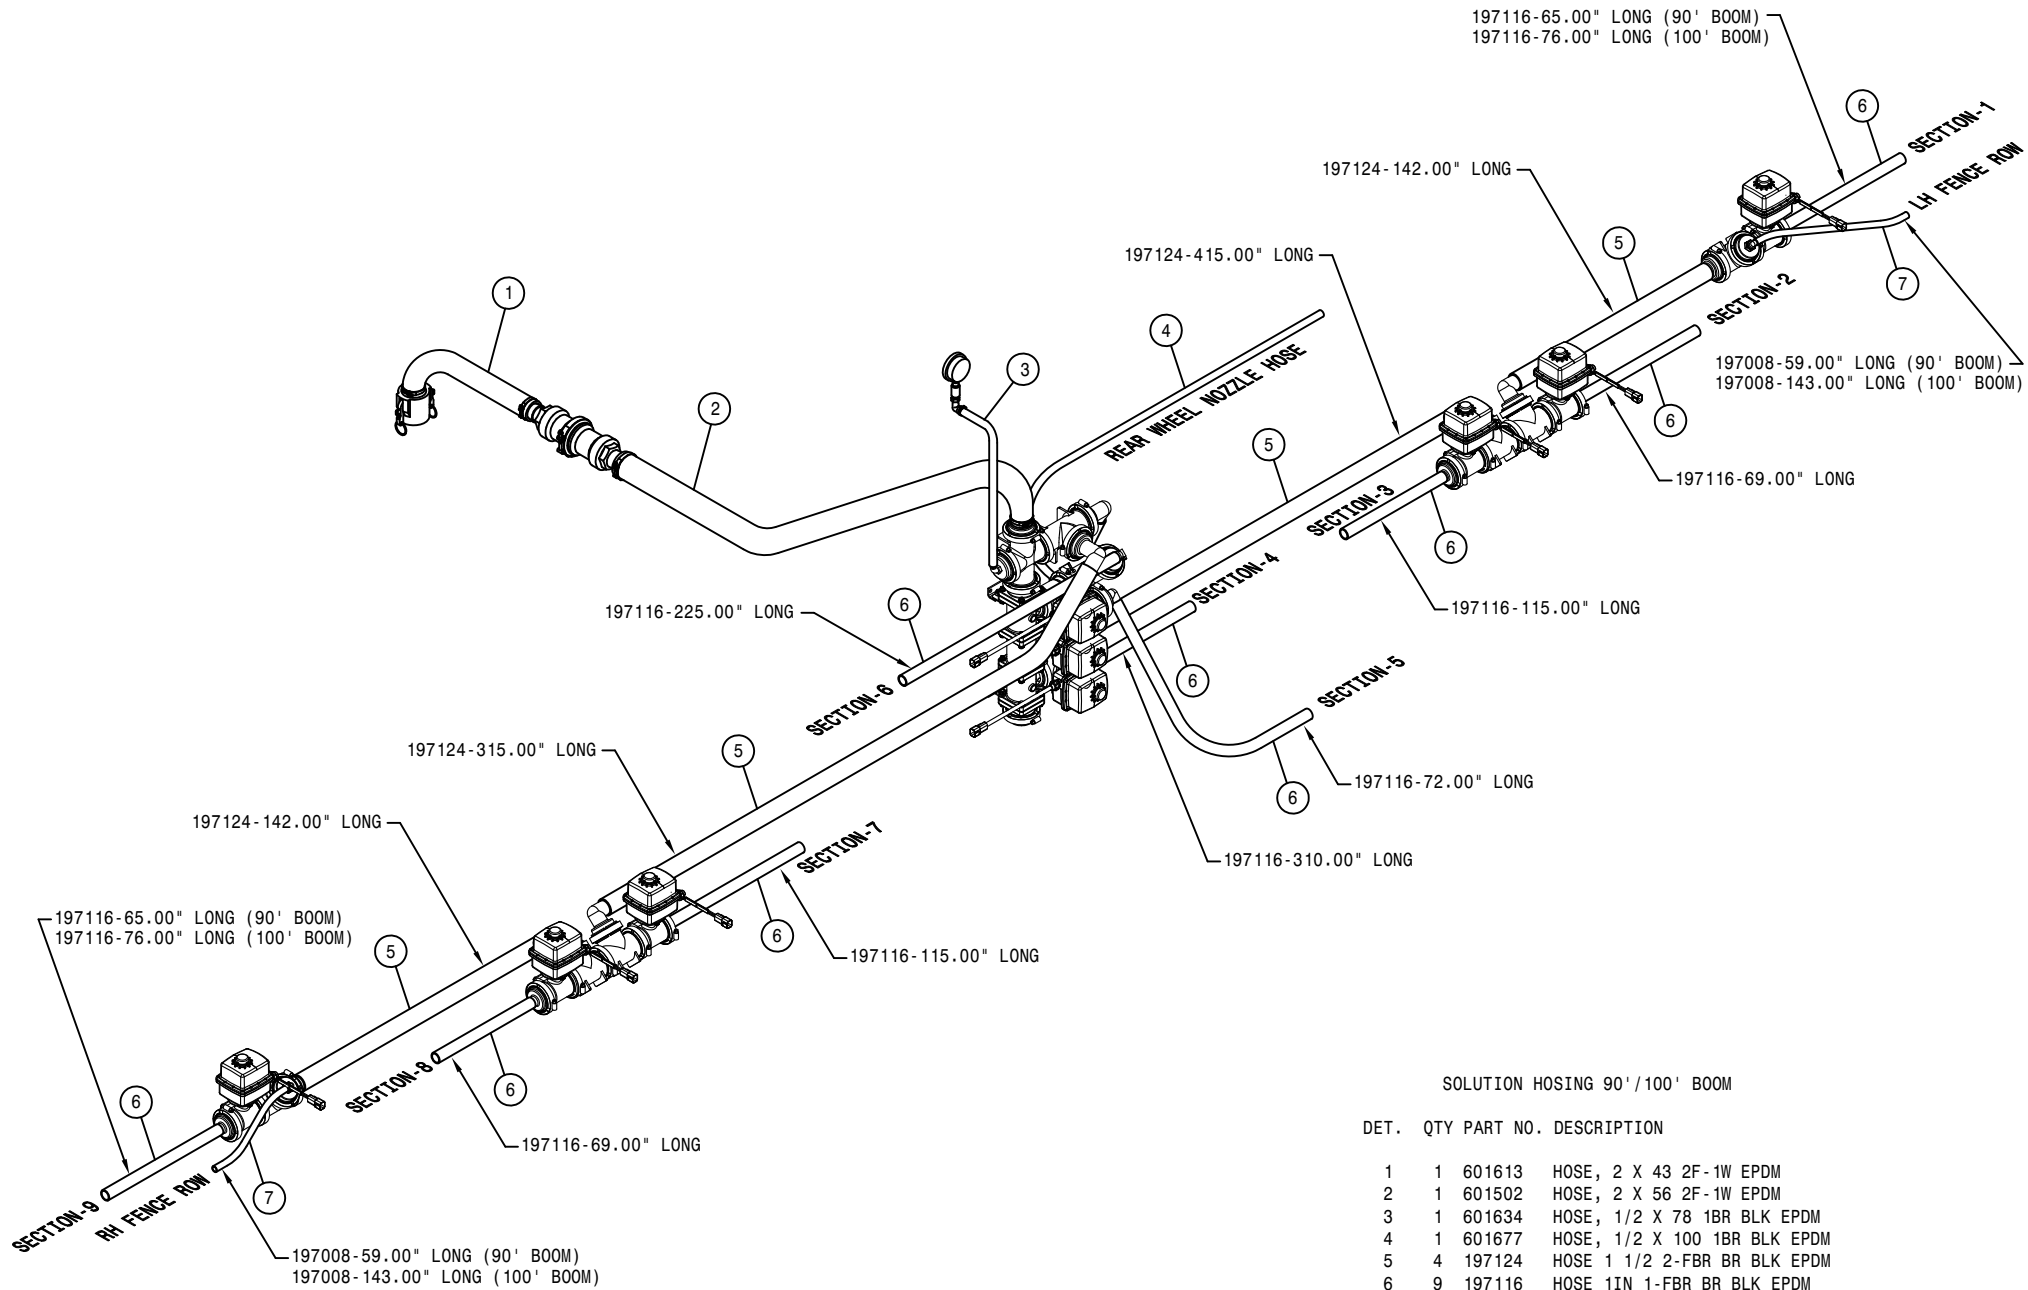 197116-65.00" LONG (90' BOOM)
197116-76.00" LONG (100' BOOM)
6
SECTION-1
LH FENCE ROW
197124-142.00" LONG
5
7
197124-415.00" LONG
SECTION-2
1
4
3
REAR WHEEL NOZZLE HOSE
197008-59.00" LONG (90' BOOM)
197008-143.00" LONG (100' BOOM)
2
5
6
197116-69.00" LONG
SECTION-3
6
197116-115.00" LONG
SECTION-4
197116-225.00" LONG
6
6
SECTION-5
SECTION-6
197124-315.00" LONG
5
197116-72.00" LONG
6
197124-142.00" LONG
SECTION-7
197116-310.00" LONG
197116-65.00" LONG (90' BOOM)
197116-76.00" LONG (100' BOOM)
5
6
197116-115.00" LONG
SECTION-8
6
6
197116-69.00" LONG
SECTION-9
RH FENCE ROW
7
197008-59.00" LONG (90' BOOM)
197008-143.00" LONG (100' BOOM)
SOLUTION HOSING 90'/100' BOOM
DET. QTY PART NO. DESCRIPTION
1 1 601613 HOSE, 2 X 43 2F-1W EPDM
2 1 601502 HOSE, 2 X 56 2F-1W EPDM
3 1 601634 HOSE, 1/2 X 78 1BR BLK EPDM
4 1 601677 HOSE, 1/2 X 100 1BR BLK EPDM
5 4 197124 HOSE 1 1/2 2-FBR BR BLK EPDM
6 9 197116 HOSE 1IN 1-FBR BR BLK EPDM